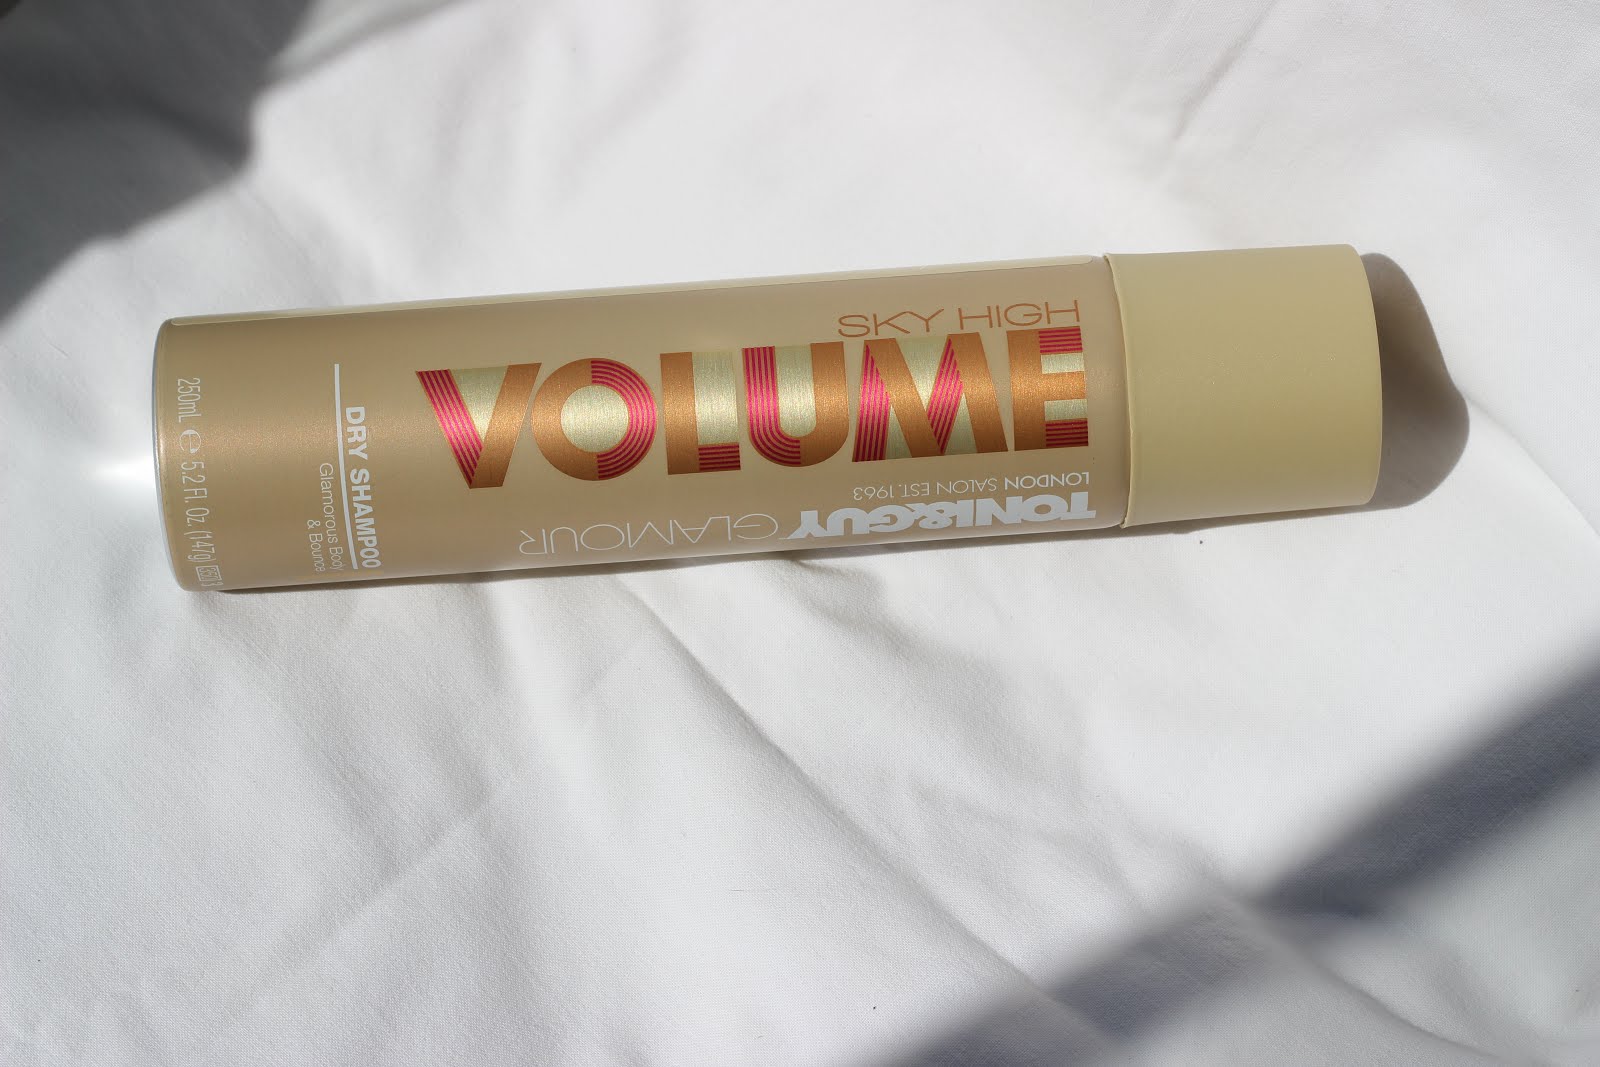 SKY HIGH
VOLUME
LONDON SALON EST. 1963
TONI&GUY GLAMOUR
DRY SHAMPOO
Glamorous Body
& Bounce
250mL ℮ 5.2 Fl. Oz. (147g)